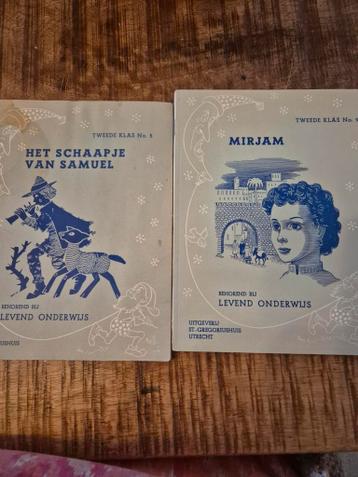 TWEEDE KLAS No. 8
HET SCHAAPJE
VAN SAMUEL
BEHOREND BIJ
LEVEND ONDERWIJS
TWEEDE KLAS No.
MIRJAM
BEHOREND BIJ
LEVEND ONDERWIJS
UITGEVERIJ
ST.-GREGORIUSHUIS
UTRECHT